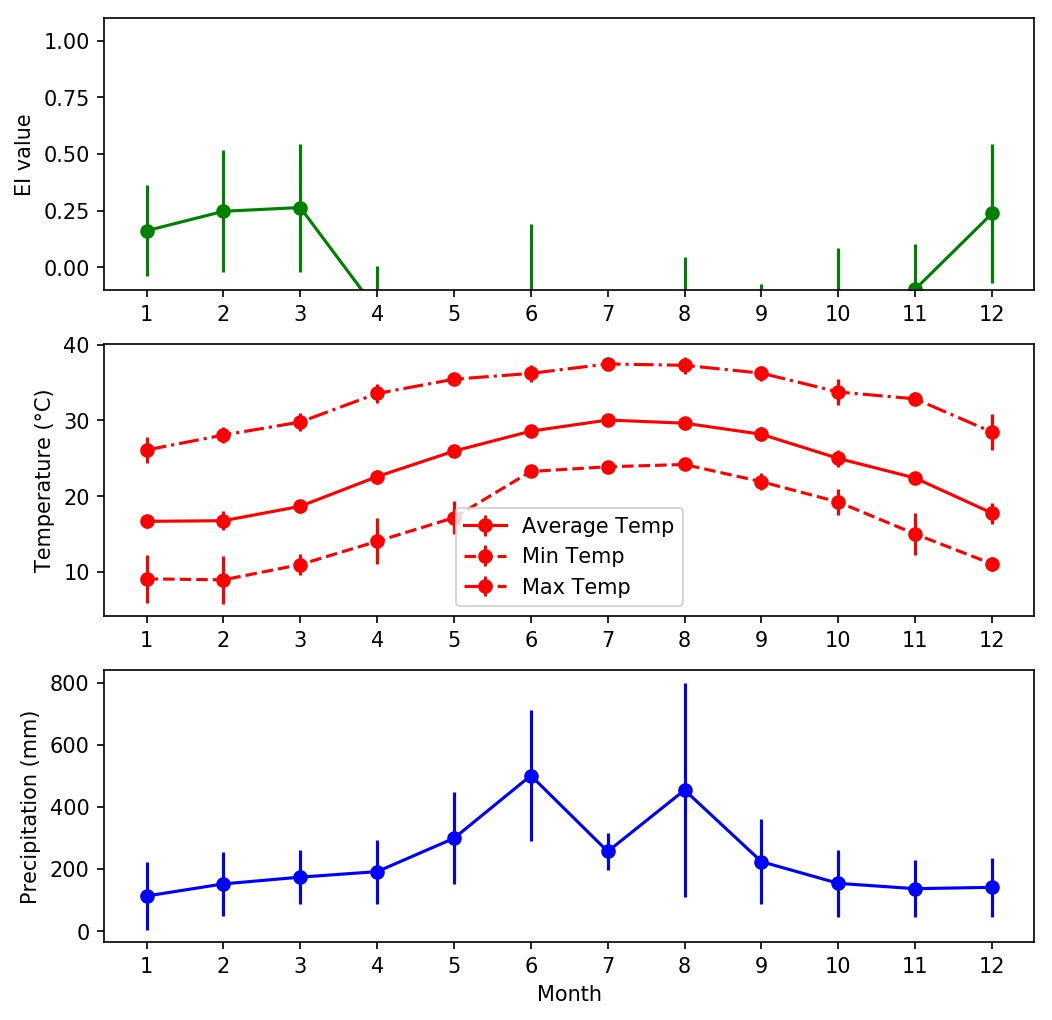 EI value
1.00
0.75
0.50
0.25
0.00
1 2 3 4 5 6 7 8 9 10 11 12
Temperature (°C)
40
30
20
10
Average Temp
Min Temp
Max Temp
1 2 3 4 5 6 7 8 9 10 11 12
Precipitation (mm)
800
600
400
200
0
1 2 3 4 5 6 7 8 9 10 11 12
Month